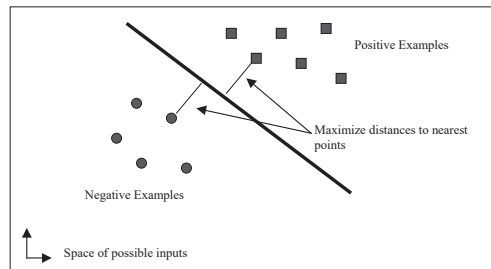 Positive Examples
Maximize distances to nearest
points
Negative Examples
Space of possible inputs